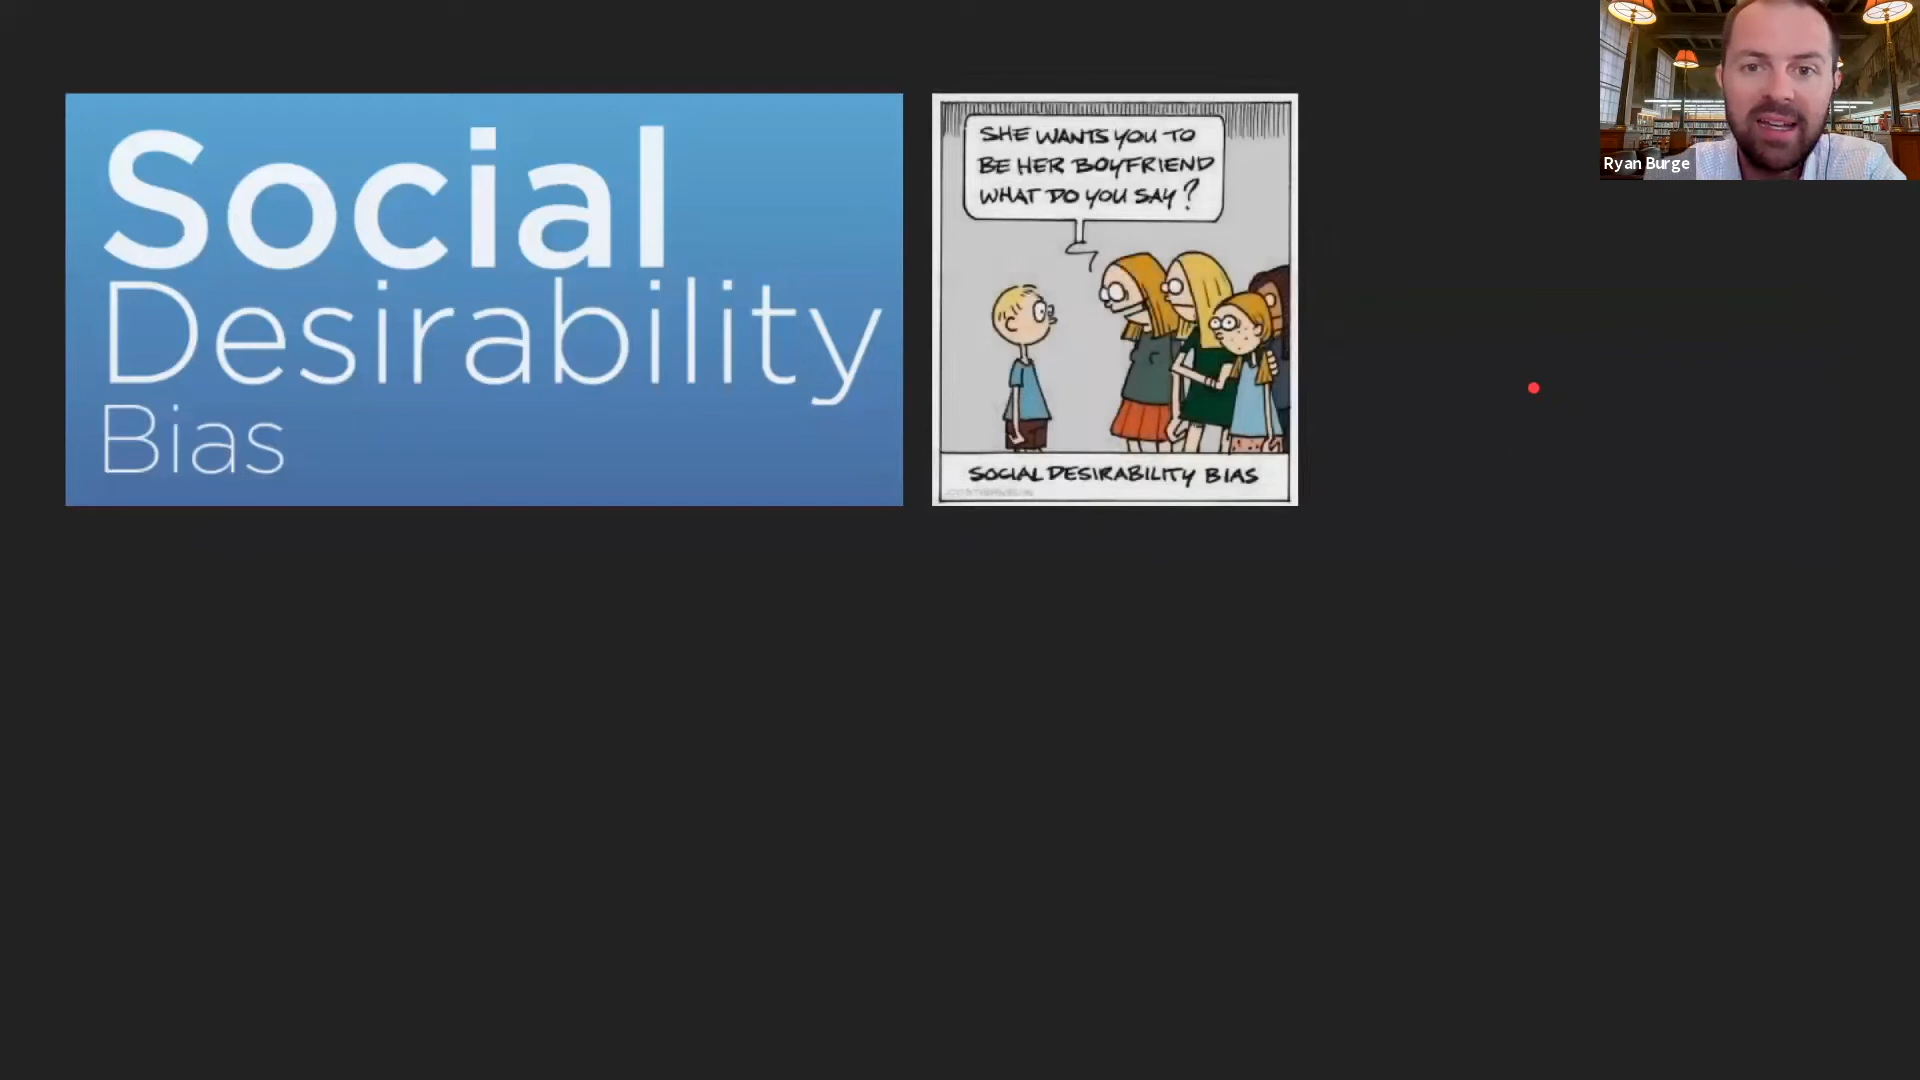 Social
Desirability
Bias
SHE WANTS YOU TO
BE HER BOYFRIEND
WHAT DO YOU SAY?
SOCIAL DESIRABILITY BIAS
Ryan Burge